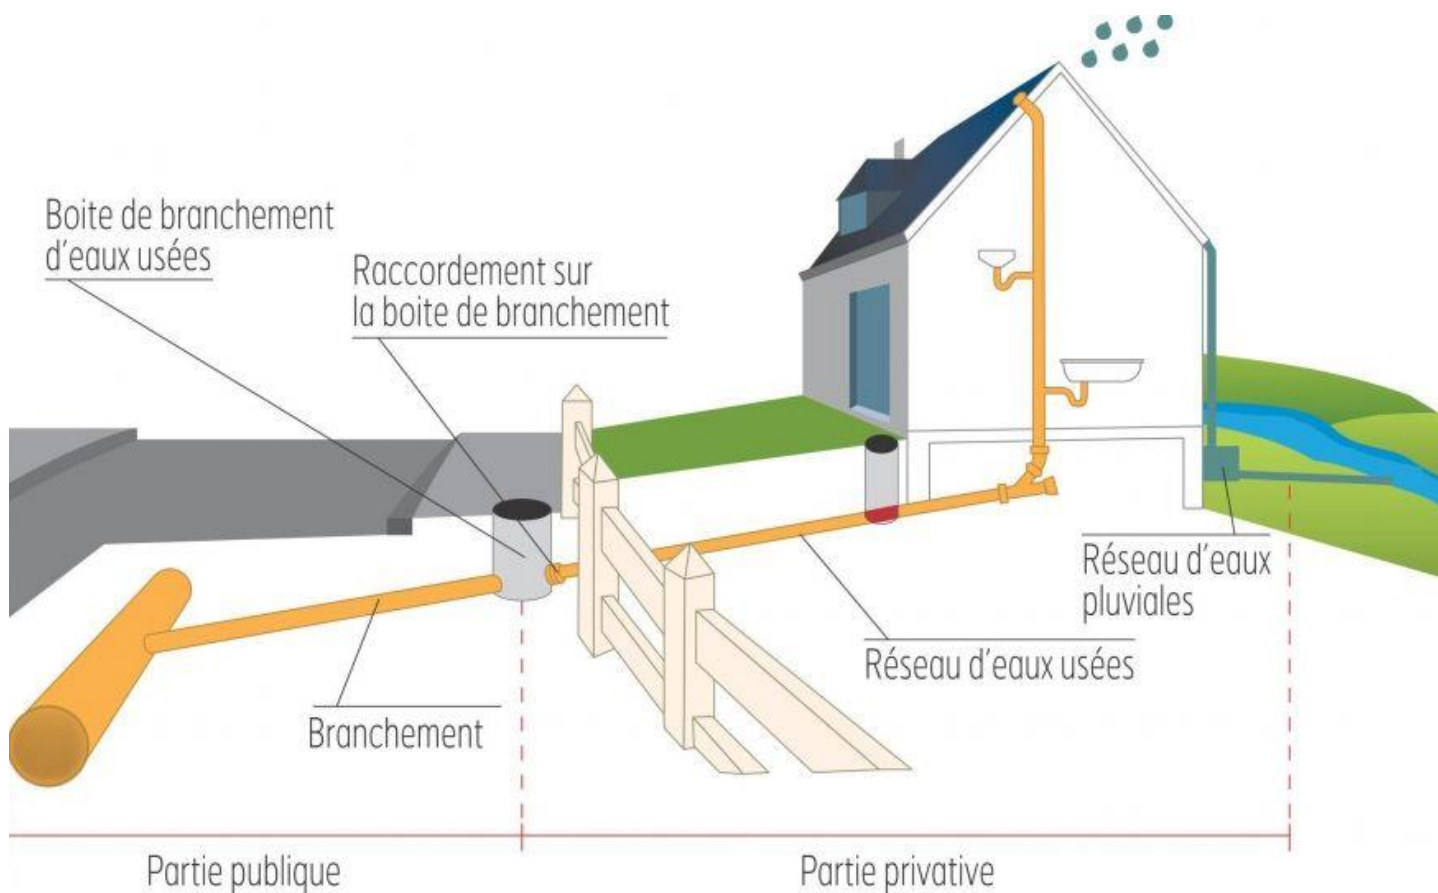 Boite de branchement
d'eaux usées
Raccordement sur
la boite de branchement
Réseau d'eaux
pluviales
Réseau d'eaux usées
Branchement
Partie publique
Partie privative